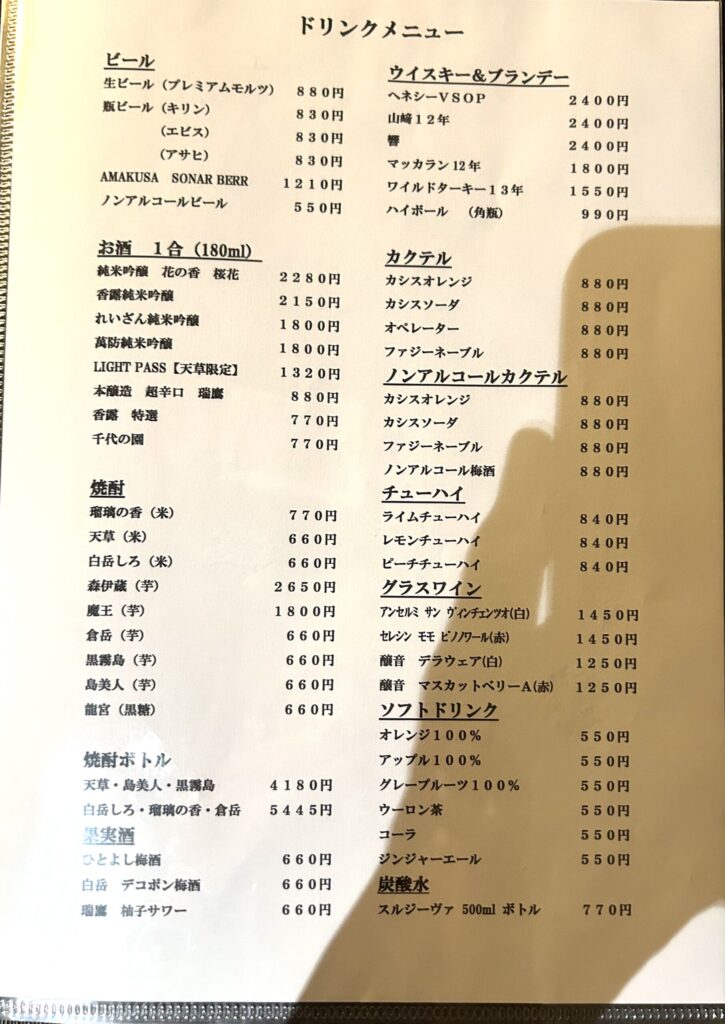 ドリンクメニュー
ビール
生ビール（プレミアムモルツ） ８８０円
瓶ビール（キリン） ８３０円
（エビス） ８３０円
（アサヒ） ８３０円
AMAKUSA SONAR BERR １２１０円
ノンアルコールビール ５５０円
お酒 １合（180ml）
純米吟醸 花の香 桜花 ２２８０円
香露純米吟醸 ２１５０円
れいざん純米吟醸 １８００円
萬防純米吟醸 １８００円
LIGHT PASS【天草限定】 １３２０円
本醸造 超辛口 瑞鷹 ８８０円
香露 特選 ７７０円
千代の園 ７７０円
焼酎
瑠璃の香（米） ７７０円
天草（米） ６６０円
白岳しろ（米） ６６０円
森伊蔵（芋） ２６５０円
魔王（芋） １８００円
倉岳（芋） ６６０円
黒霧島（芋） ６６０円
島美人（芋） ６６０円
龍宮（黒糖） ６６０円
焼酎ボトル
天草・島美人・黒霧島 ４１８０円
白岳しろ・瑠璃の香・倉岳 ５４４５円
果実酒
ひとよし梅酒 ６６０円
白岳 デコポン梅酒 ６６０円
瑞鷹 柚子サワー ６６０円
ウイスキー＆ブランデー
ヘネシーＶＳＯＰ ２４００円
山﨑１２年 ２４００円
響 ２４００円
マッカラン 12 年 １８００円
ワイルドターキー１３年 １５５０円
ハイボール （角瓶） ９９０円
カクテル
カシスオレンジ ８８０円
カシスソーダ ８８０円
オペレーター ８８０円
ファジーネーブル ８８０円
ノンアルコールカクテル
カシスオレンジ ８８０円
カシスソーダ ８８０円
ファジーネーブル ８８０円
ノンアルコール梅酒 ８８０円
チューハイ
ライムチューハイ ８４０円
レモンチューハイ ８４０円
ピーチチューハイ ８４０円
グラスワイン
アンセルミ サン ヴィンチェンツオ(白) １４５０円
セレシン モモ ピノノワール(赤) １４５０円
醸音 デラウェア(白) １２５０円
醸音 マスカットベリーＡ(赤) １２５０円
ソフトドリンク
オレンジ１００％ ５５０円
アップル１００％ ５５０円
グレープルーツ１００％ ５５０円
ウーロン茶 ５５０円
コーラ ５５０円
ジンジャーエール ５５０円
炭酸水
スルジーヴァ 500ml ボトル ７７０円